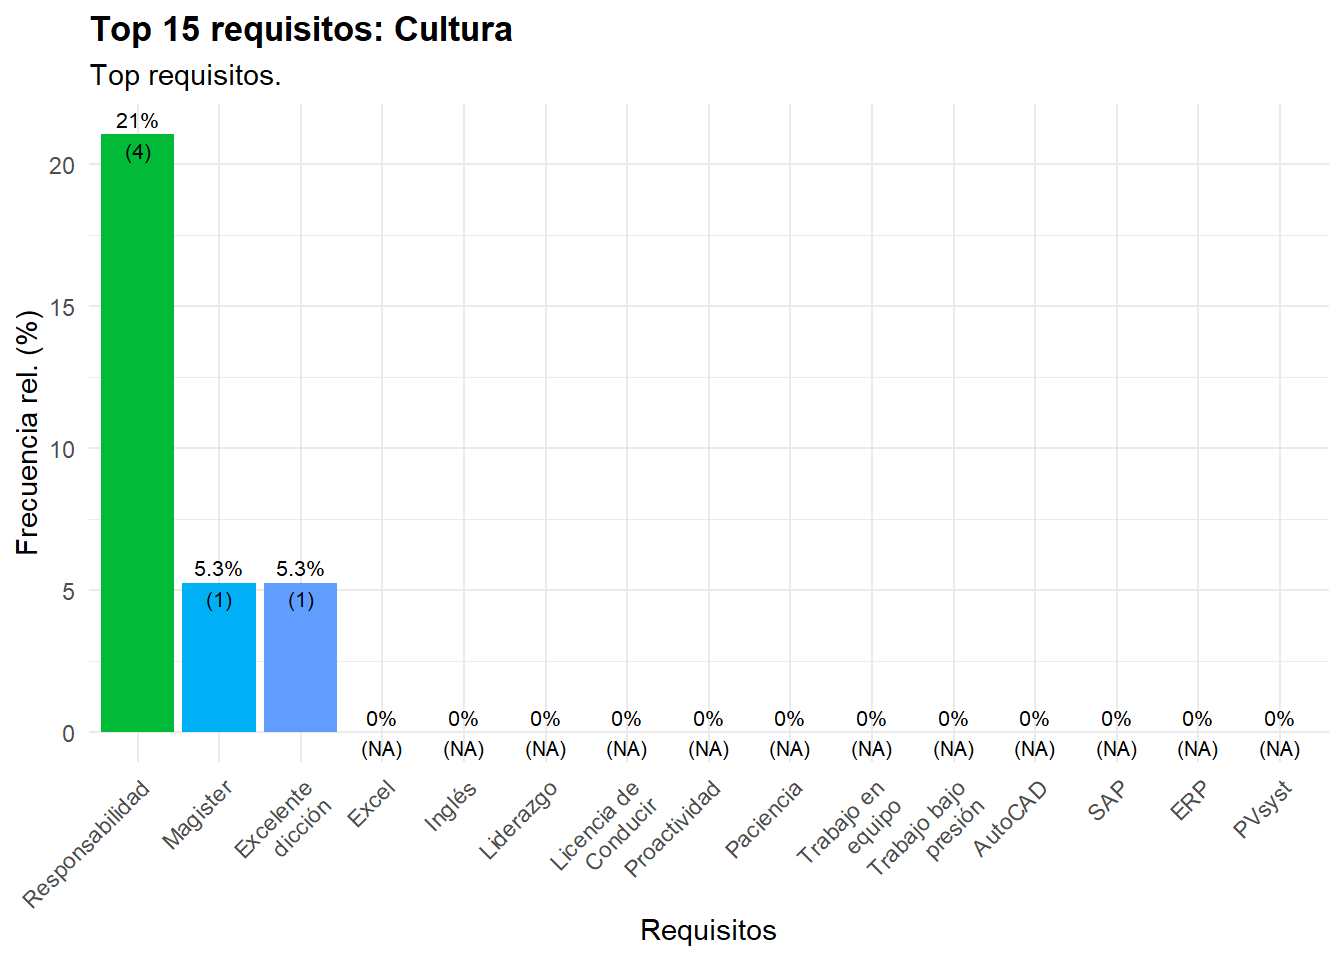 Top 15 requisitos: Cultura
Top requisitos.
Frecuencia rel. (%)
20
15
10
5
0
21%
(4)
5.3%
(1)
5.3%
(1)
0%
(NA)
0%
(NA)
0%
(NA)
0%
(NA)
0%
(NA)
0%
(NA)
0%
(NA)
0%
(NA)
0%
(NA)
0%
(NA)
0%
(NA)
0%
(NA)
Responsabilidad
Magister
Excelente
dicción
Excel
Inglés
Liderazgo
Licencia de
Conducir
Proactividad
Paciencia
Trabajo en
equipo
Trabajo bajo
presión
AutoCAD
SAP
ERP
PVsyst
Requisitos